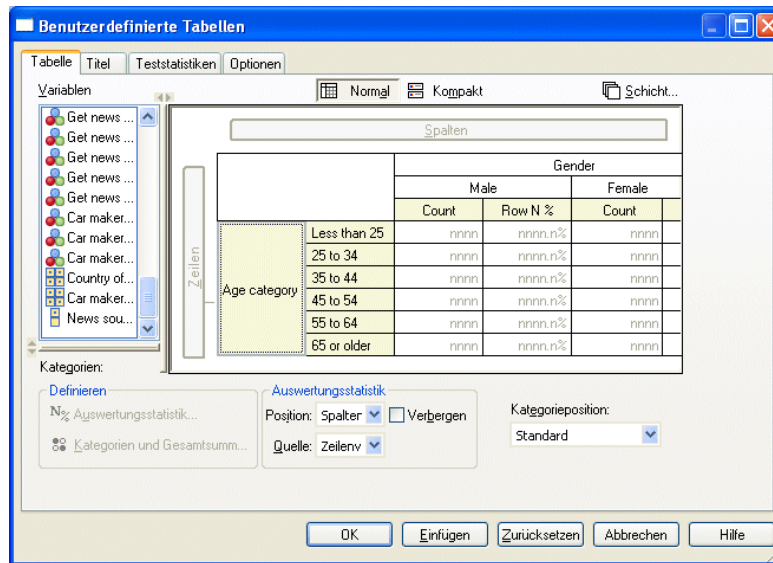 Benutzerdefinierte Tabellen
Tabelle Titel Teststatistiken Optionen
Variablen
Normal Kompakt Schicht...
Get news ...
Get news ...
Get news ...
Get news ...
Get news ...
Car maker...
Car maker...
Car maker...
Country of...
Car maker...
News sou...
Spalten
Zeilen
Gender
Male Female
Count Row N % Count
Age category
Less than 25 nnnn nnnn.n% nnnn
25 to 34 nnnn nnnn.n% nnnn
35 to 44 nnnn nnnn.n% nnnn
45 to 54 nnnn nnnn.n% nnnn
55 to 64 nnnn nnnn.n% nnnn
65 or older nnnn nnnn.n% nnnn
Kategorien:
Definieren
N% Auswertungsstatistik...
Kategorien und Gesamtsumm...
Auswertungsstatistik
Position: Spalter Verbergen
Quelle: Zeilenv
Kategorieposition:
Standard
OK Einfügen Zurücksetzen Abbrechen Hilfe